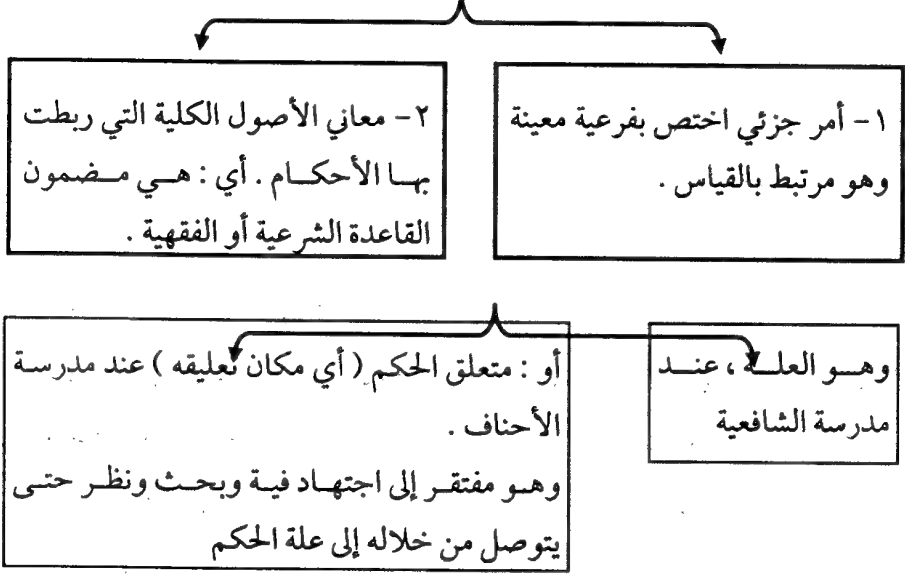 ١- أمر جزئي اختص بفرعية معينة
وهو مرتبط بالقياس .
٢- معاني الأصول الكلية التي ربطت
بها الأحكام . أي : هي مضمون
القاعدة الشرعية أو الفقهية .
وهو العلة ، عند
مدرسة الشافعية
أو : متعلق الحكم ( أي مكان تعليقه ) عند مدرسة
الأحناف .
وهو مفتقر إلى اجتهاد فية وبحث ونظر حتى
يتوصل من خلاله إلى علة الحكم